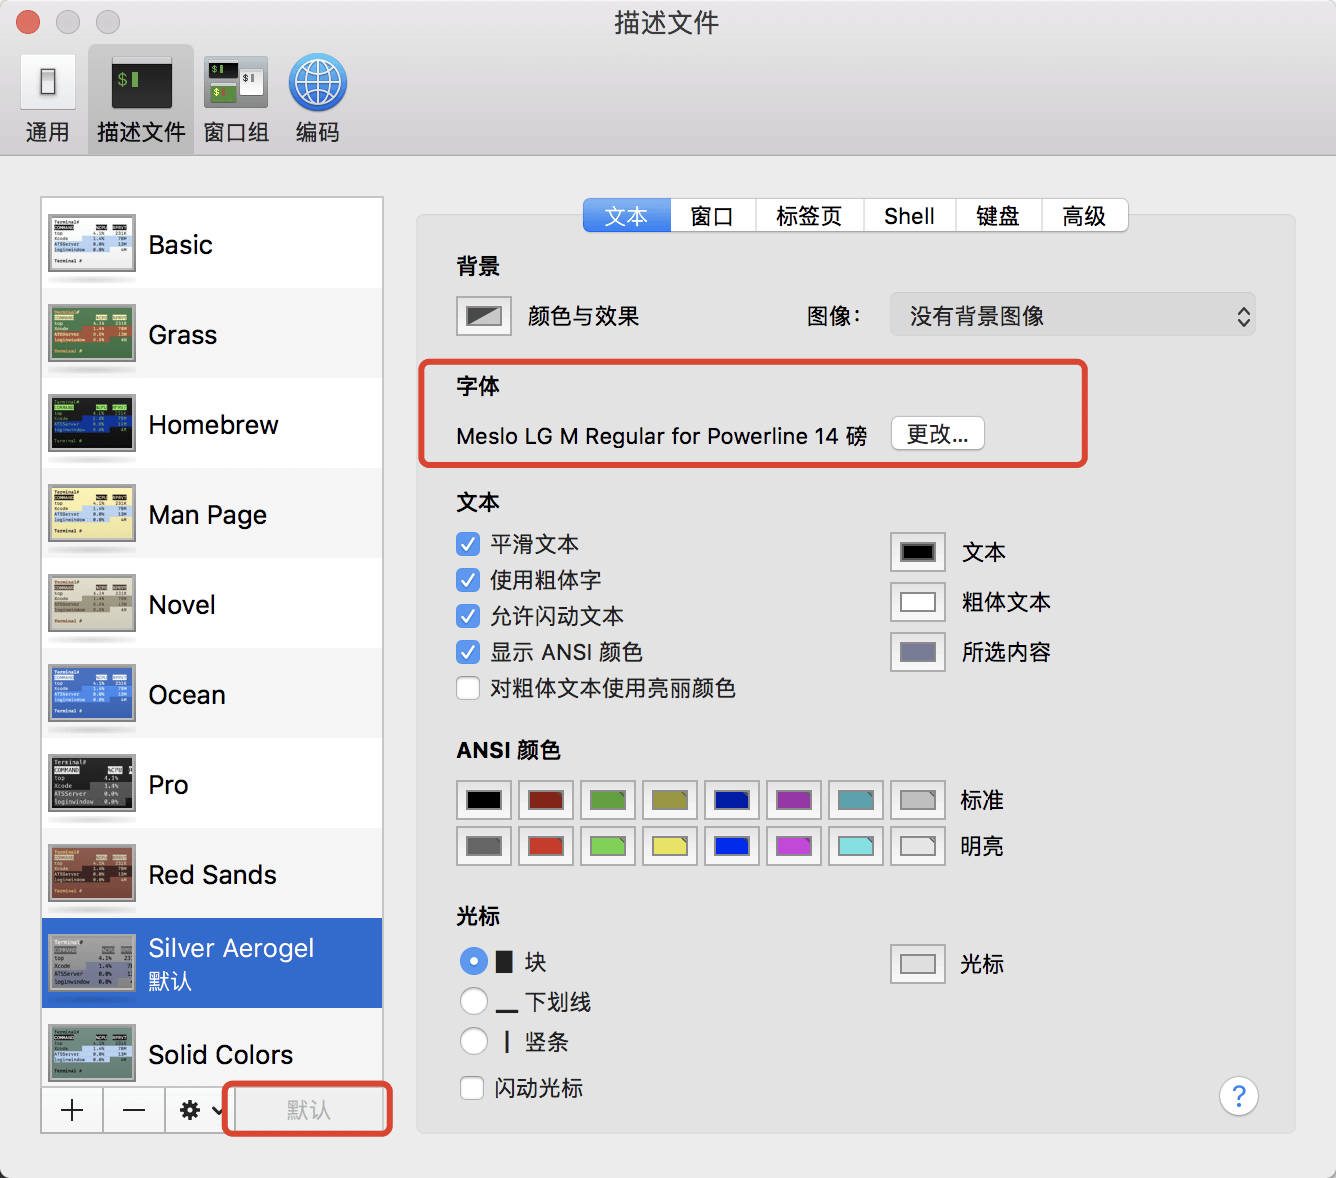 描述文件
通用
描述文件
窗口组
编码
Basic
Grass
Homebrew
Man Page
Novel
Ocean
Pro
Red Sands
Silver Aerogel
默认
Solid Colors
默认
文本
窗口
标签页
Shell
键盘
高级
背景
颜色与效果
图像：
没有背景图像
字体
Meslo LG M Regular for Powerline 14 磅
更改...
文本
平滑文本
使用粗体字
允许闪动文本
显示 ANSI 颜色
对粗体文本使用亮丽颜色
文本
粗体文本
所选内容
ANSI 颜色
标准
明亮
光标
块
下划线
竖条
闪动光标
光标
?